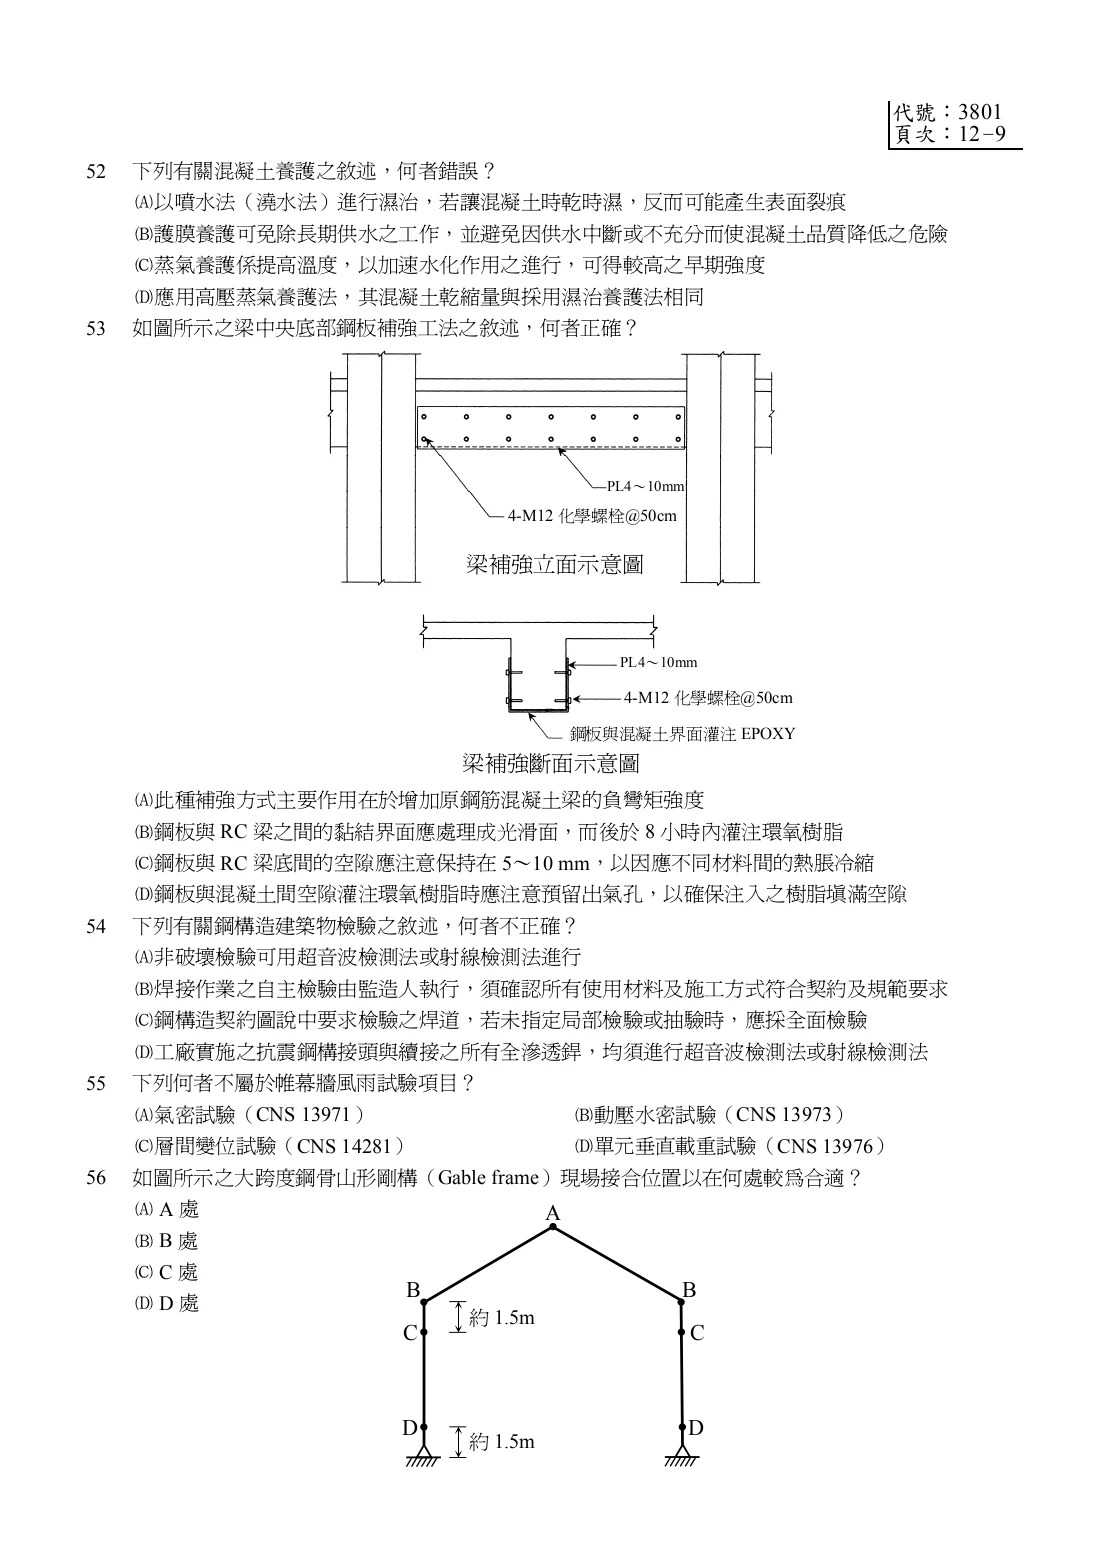 代號：3801
頁次：12－9
52 下列有關混凝土養護之敘述，何者錯誤？
(A)以噴水法（澆水法）進行濕治，若讓混凝土時乾時濕，反而可能產生表面裂痕
(B)護膜養護可免除長期供水之工作，並避免因供水中斷或不充分而使混凝土品質降低之危險
(C)蒸氣養護係提高溫度，以加速水化作用之進行，可得較高之早期強度
(D)應用高壓蒸氣養護法，其混凝土乾縮量與採用濕治養護法相同
53 如圖所示之梁中央底部鋼板補強工法之敘述，何者正確？
PL4～10mm
4-M12 化學螺栓@50cm
梁補強立面示意圖
PL4～10mm
4-M12 化學螺栓@50cm
鋼板與混凝土界面灌注 EPOXY
梁補強斷面示意圖
(A)此種補強方式主要作用在於增加原鋼筋混凝土梁的負彎矩強度
(B)鋼板與 RC 梁之間的黏結界面應處理成光滑面，而後於 8 小時內灌注環氧樹脂
(C)鋼板與 RC 梁底間的空隙應注意保持在 5～10 mm，以因應不同材料間的熱脹冷縮
(D)鋼板與混凝土間空隙灌注環氧樹脂時應注意預留出氣孔，以確保注入之樹脂填滿空隙
54 下列有關鋼構造建築物檢驗之敘述，何者不正確？
(A)非破壞檢驗可用超音波檢測法或射線檢測法進行
(B)焊接作業之自主檢驗由監造人執行，須確認所有使用材料及施工方式符合契約及規範要求
(C)鋼構造契約圖說中要求檢驗之焊道，若未指定局部檢驗或抽驗時，應採全面檢驗
(D)工廠實施之抗震鋼構接頭與續接之所有全滲透銲，均須進行超音波檢測法或射線檢測法
55 下列何者不屬於帷幕牆風雨試驗項目？
(A)氣密試驗（CNS 13971）
(B)動壓水密試驗（CNS 13973）
(C)層間變位試驗（CNS 14281）
(D)單元垂直載重試驗（CNS 13976）
56 如圖所示之大跨度鋼骨山形剛構（Gable frame）現場接合位置以在何處較為合適？
(A) A 處
(B) B 處
(C) C 處
(D) D 處
A
B B
約 1.5m
C C
D D
約 1.5m